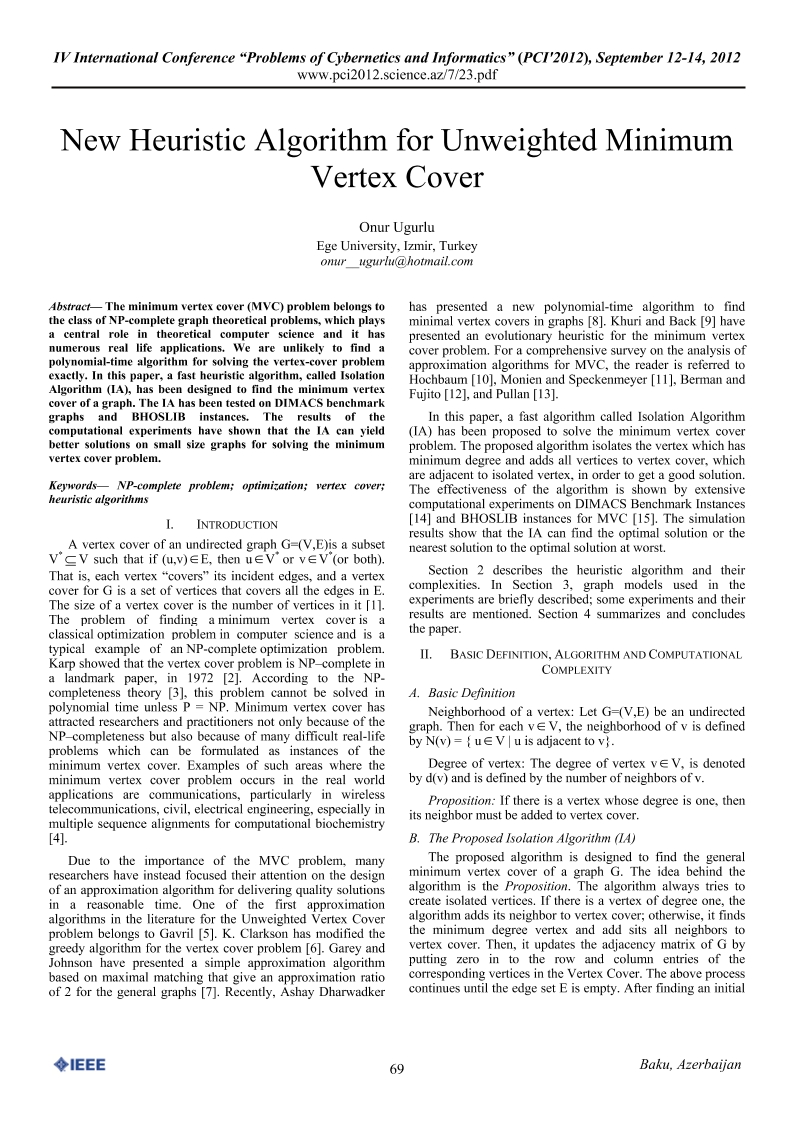 IV International Conference “Problems of Cybernetics and Informatics” (PCI'2012), September 12-14, 2012
www.pci2012.science.az/7/23.pdf
New Heuristic Algorithm for Unweighted Minimum
Vertex Cover
Onur Ugurlu
Ege University, Izmir, Turkey
onur__ugurlu@hotmail.com
Abstract— The minimum vertex cover (MVC) problem belongs to
the class of NP-complete graph theoretical problems, which plays
a central role in theoretical computer science and it has
numerous real life applications. We are unlikely to find a
polynomial-time algorithm for solving the vertex-cover problem
exactly. In this paper, a fast heuristic algorithm, called Isolation
Algorithm (IA), has been designed to find the minimum vertex
cover of a graph. The IA has been tested on DIMACS benchmark
graphs and BHOSLIB instances. The results of the
computational experiments have shown that the IA can yield
better solutions on small size graphs for solving the minimum
vertex cover problem.
Keywords— NP-complete problem; optimization; vertex cover;
heuristic algorithms
I. INTRODUCTION
A vertex cover of an undirected graph G=(V,E)is a subset
V*⊆V such that if (u,v)∈E, then u∈V* or v∈V*(or both).
That is, each vertex “covers” its incident edges, and a vertex
cover for G is a set of vertices that covers all the edges in E.
The size of a vertex cover is the number of vertices in it [1].
The problem of finding a minimum vertex cover is a
classical optimization problem in computer science and is a
typical example of an NP-complete optimization problem.
Karp showed that the vertex cover problem is NP–complete in
a landmark paper, in 1972 [2]. According to the NP-
completeness theory [3], this problem cannot be solved in
polynomial time unless P = NP. Minimum vertex cover has
attracted researchers and practitioners not only because of the
NP–completeness but also because of many difficult real-life
problems which can be formulated as instances of the
minimum vertex cover. Examples of such areas where the
minimum vertex cover problem occurs in the real world
applications are communications, particularly in wireless
telecommunications, civil, electrical engineering, especially in
multiple sequence alignments for computational biochemistry
[4].
Due to the importance of the MVC problem, many
researchers have instead focused their attention on the design
of an approximation algorithm for delivering quality solutions
in a reasonable time. One of the first approximation
algorithms in the literature for the Unweighted Vertex Cover
problem belongs to Gavril [5]. K. Clarkson has modified the
greedy algorithm for the vertex cover problem [6]. Garey and
Johnson have presented a simple approximation algorithm
based on maximal matching that give an approximation ratio
of 2 for the general graphs [7]. Recently, Ashay Dharwadker
has presented a new polynomial-time algorithm to find
minimal vertex covers in graphs [8]. Khuri and Back [9] have
presented an evolutionary heuristic for the minimum vertex
cover problem. For a comprehensive survey on the analysis of
approximation algorithms for MVC, the reader is referred to
Hochbaum [10], Monien and Speckenmeyer [11], Berman and
Fujito [12], and Pullan [13].
In this paper, a fast algorithm called Isolation Algorithm
(IA) has been proposed to solve the minimum vertex cover
problem. The proposed algorithm isolates the vertex which has
minimum degree and adds all vertices to vertex cover, which
are adjacent to isolated vertex, in order to get a good solution.
The effectiveness of the algorithm is shown by extensive
computational experiments on DIMACS Benchmark Instances
[14] and BHOSLIB instances for MVC [15]. The simulation
results show that the IA can find the optimal solution or the
nearest solution to the optimal solution at worst.
Section 2 describes the heuristic algorithm and their
complexities. In Section 3, graph models used in the
experiments are briefly described; some experiments and their
results are mentioned. Section 4 summarizes and concludes
the paper.
II. BASIC DEFINITION, ALGORITHM AND COMPUTATIONAL
COMPLEXITY
A. Basic Definition
Neighborhood of a vertex: Let G=(V,E) be an undirected
graph. Then for each v∈V, the neighborhood of v is defined
by N(v) = { u∈V | u is adjacent to v}.
Degree of vertex: The degree of vertex v∈V, is denoted
by d(v) and is defined by the number of neighbors of v.
Proposition: If there is a vertex whose degree is one, then
its neighbor must be added to vertex cover.
B. The Proposed Isolation Algorithm (IA)
The proposed algorithm is designed to find the general
minimum vertex cover of a graph G. The idea behind the
algorithm is the Proposition. The algorithm always tries to
create isolated vertices. If there is a vertex of degree one, the
algorithm adds its neighbor to vertex cover; otherwise, it finds
the minimum degree vertex and add sits all neighbors to
vertex cover. Then, it updates the adjacency matrix of G by
putting zero in to the row and column entries of the
corresponding vertices in the Vertex Cover. The above process
continues until the edge set E is empty. After finding an initial
IEEE
69
Baku, Azerbaijan